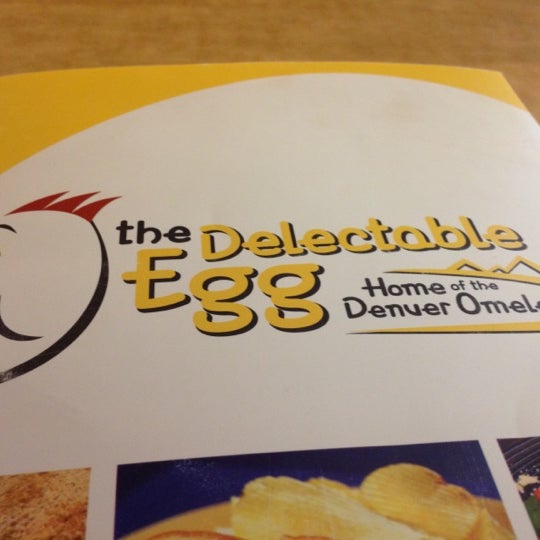 the Delectable
Egg
Home of the
Denver Omele